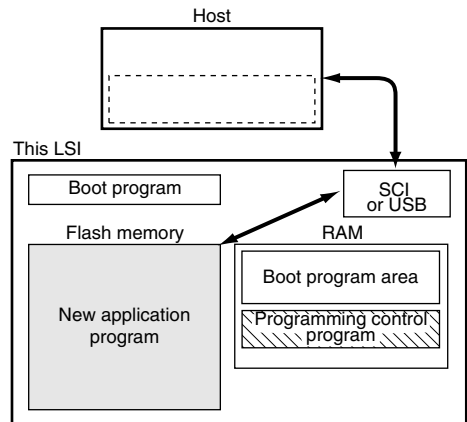 Host
This LSI
Boot program
SCI
or USB
Flash memory
RAM
Boot program area
New application
program
Programming control
program